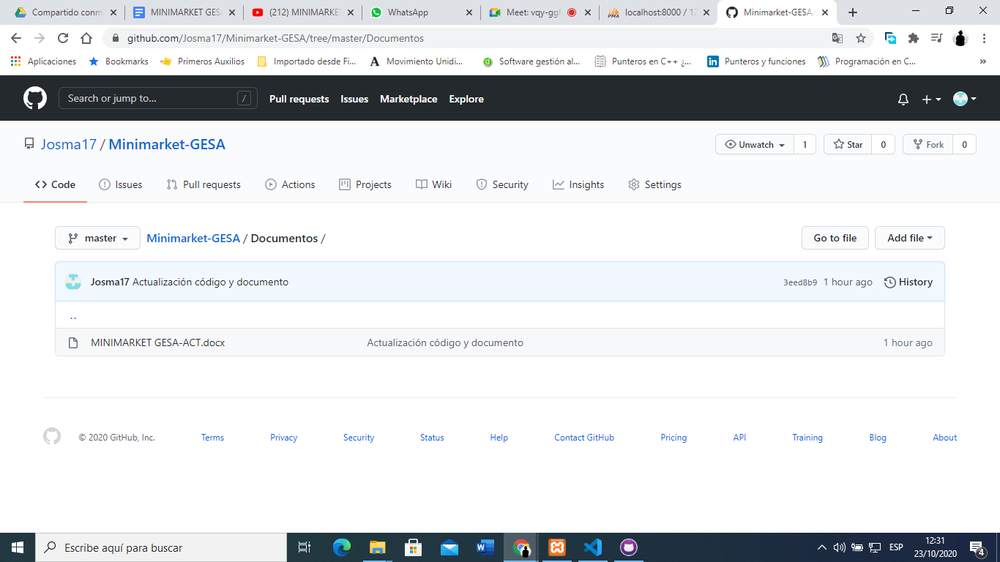 Compartido conm
MINIMARKET GESA
(212) MINIMARKE
WhatsApp
Meet: vqy-ggf
localhost:8000 / 12
Minimarket-GESA/
github.com/Josma17/Minimarket-GESA/tree/master/Documentos
Aplicaciones
Bookmarks
Primeros Auxilios
Importado desde Fi...
Movimiento Unidi...
Software gestión al...
Punteros en C++ ¿...
Punteros y funciones
Programación en C...
»
Search or jump to...
/
Pull requests
Issues
Marketplace
Explore
Josma17 / Minimarket-GESA
Unwatch 1
Star 0
Fork 0
Code
Issues
Pull requests
Actions
Projects
Wiki
Security
Insights
Settings
master
Minimarket-GESA / Documentos /
Go to file
Add file
Josma17 Actualización código y documento
3eed8b9 1 hour ago
History
..
MINIMARKET GESA-ACT.docx
Actualización código y documento
1 hour ago
© 2020 GitHub, Inc.
Terms
Privacy
Security
Status
Help
Contact GitHub
Pricing
API
Training
Blog
About
Escribe aquí para buscar
ESP
12:31
23/10/2020
4